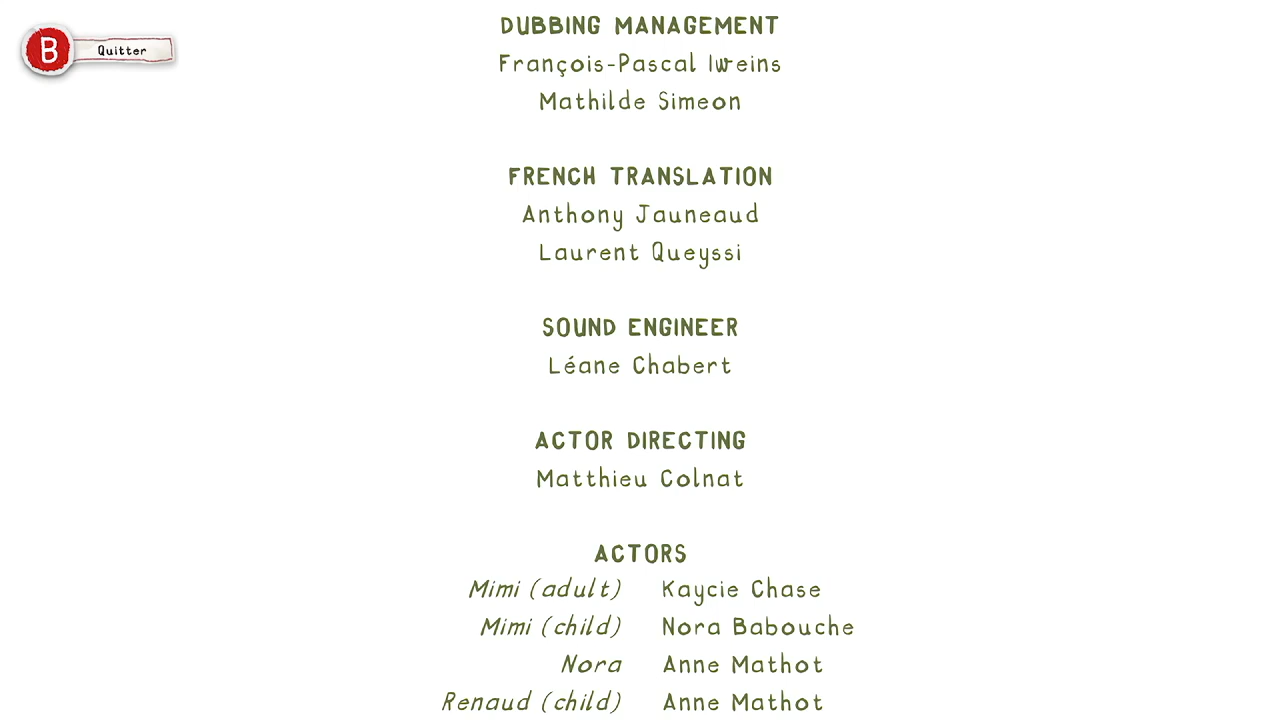 B Quitter
DUBBING MANAGEMENT
François-Pascal Iweins
Mathilde Simeon
FRENCH TRANSLATION
Anthony Jauneaud
Laurent Queyssi
SOUND ENGINEER
Léane Chabert
ACTOR DIRECTING
Matthieu Colnat
ACTORS
Mimi (adult) Kaycie Chase
Mimi (child) Nora Babouche
Nora Anne Mathot
Renaud (child) Anne Mathot